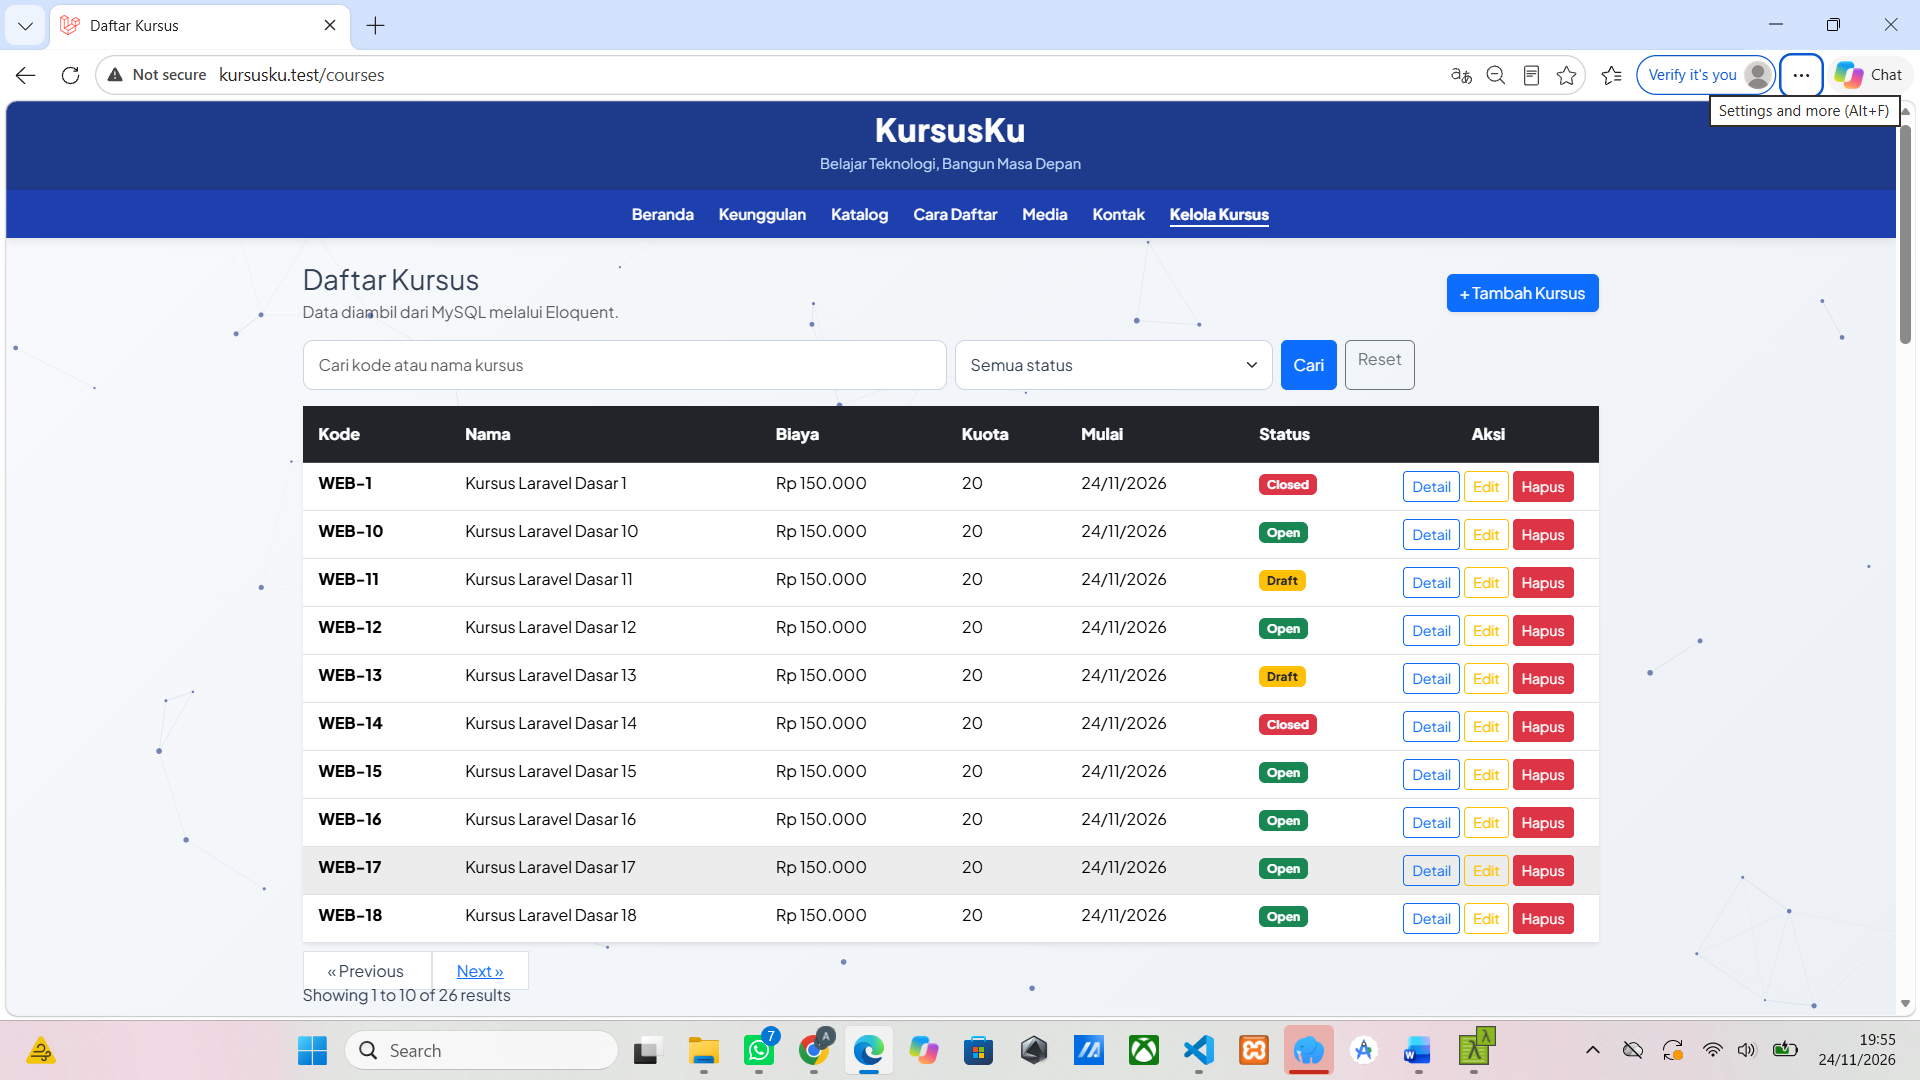 Daftar Kursus
Not secure kursusku.test/courses
Verify it's you
Chat
Settings and more (Alt+F)
KursusKu
Belajar Teknologi, Bangun Masa Depan
Beranda Keunggulan Katalog Cara Daftar Media Kontak Kelola Kursus
Daftar Kursus
Data diambil dari MySQL melalui Eloquent.
+ Tambah Kursus
Cari kode atau nama kursus Semua status Cari Reset
Kode Nama Biaya Kuota Mulai Status Aksi
WEB-1 Kursus Laravel Dasar 1 Rp 150.000 20 24/11/2026 Closed Detail Edit Hapus
WEB-10 Kursus Laravel Dasar 10 Rp 150.000 20 24/11/2026 Open Detail Edit Hapus
WEB-11 Kursus Laravel Dasar 11 Rp 150.000 20 24/11/2026 Draft Detail Edit Hapus
WEB-12 Kursus Laravel Dasar 12 Rp 150.000 20 24/11/2026 Open Detail Edit Hapus
WEB-13 Kursus Laravel Dasar 13 Rp 150.000 20 24/11/2026 Draft Detail Edit Hapus
WEB-14 Kursus Laravel Dasar 14 Rp 150.000 20 24/11/2026 Closed Detail Edit Hapus
WEB-15 Kursus Laravel Dasar 15 Rp 150.000 20 24/11/2026 Open Detail Edit Hapus
WEB-16 Kursus Laravel Dasar 16 Rp 150.000 20 24/11/2026 Open Detail Edit Hapus
WEB-17 Kursus Laravel Dasar 17 Rp 150.000 20 24/11/2026 Open Detail Edit Hapus
WEB-18 Kursus Laravel Dasar 18 Rp 150.000 20 24/11/2026 Open Detail Edit Hapus
« Previous Next »
Showing 1 to 10 of 26 results
Search
7
A
19:55
24/11/2026